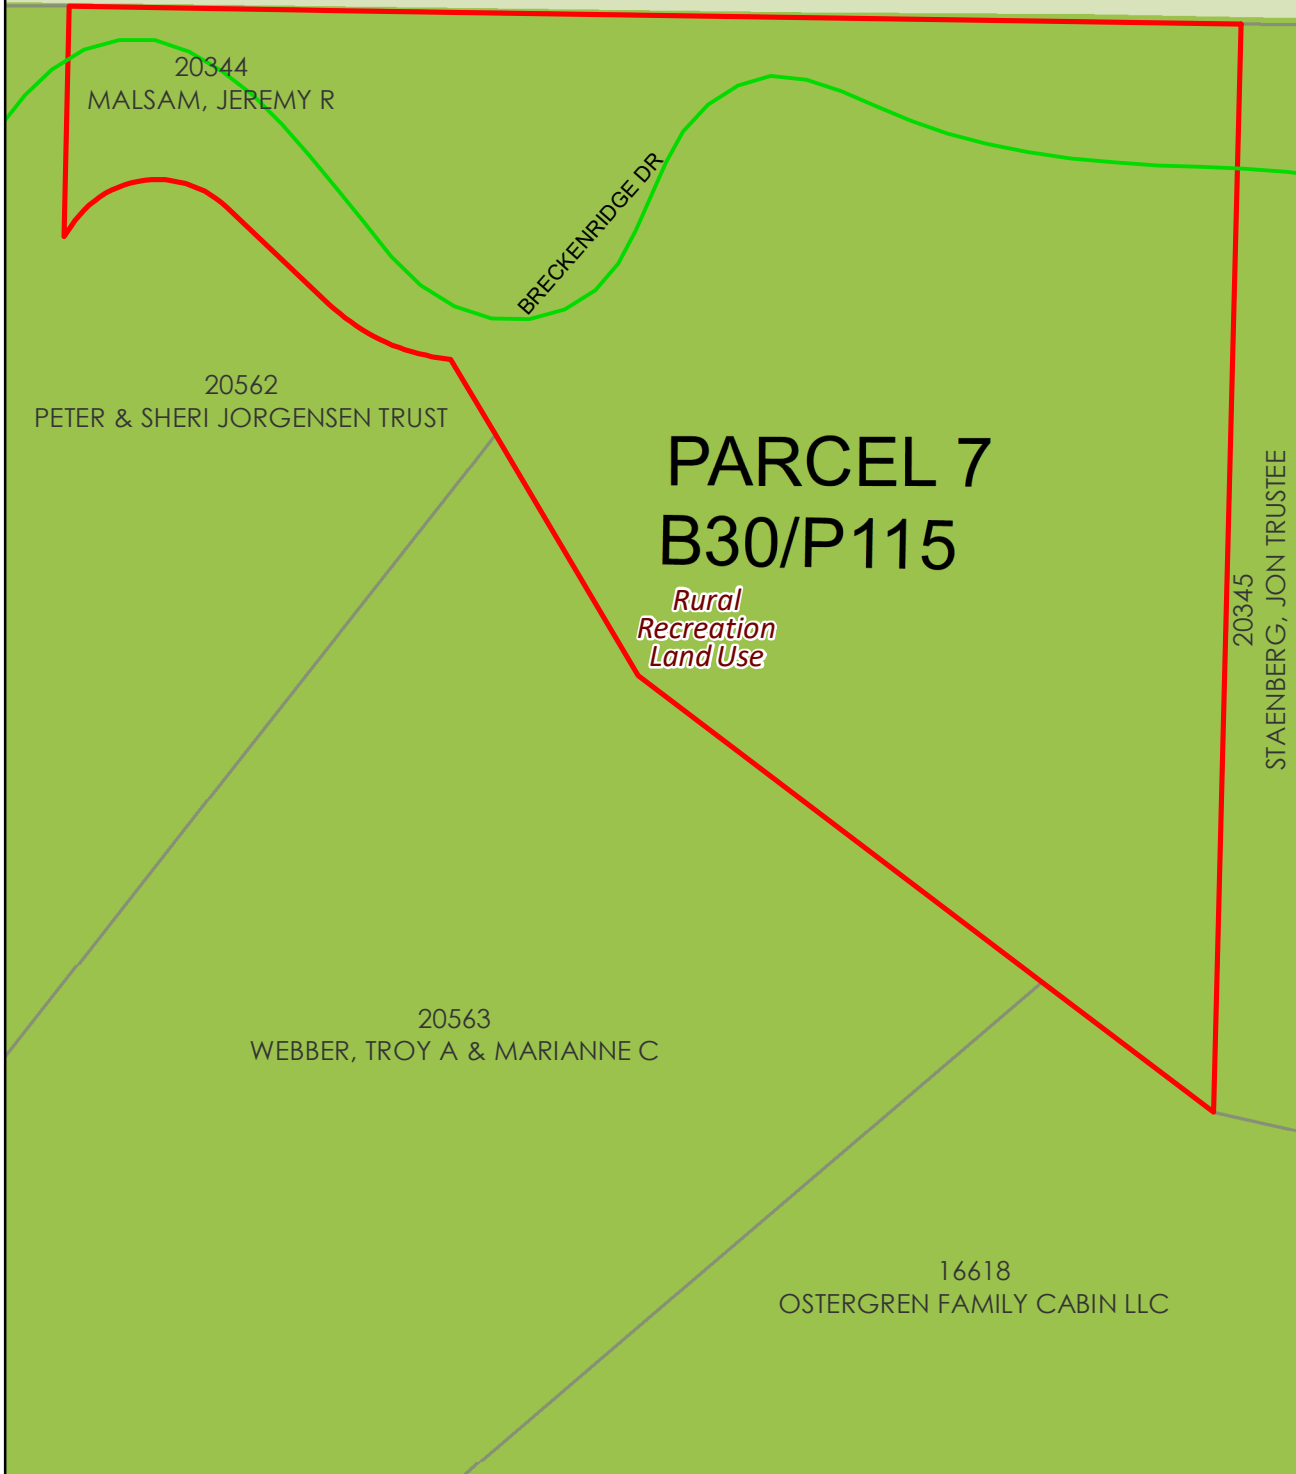 20344
MALSAM, JEREMY R
BRECKENRIDGE DR
20562
PETER & SHERI JORGENSEN TRUST
PARCEL 7
B30/P115
Rural
Recreation
Land Use
20345
STAENBERG, JON TRUSTEE
20563
WEBBER, TROY A & MARIANNE C
16618
OSTERGREN FAMILY CABIN LLC